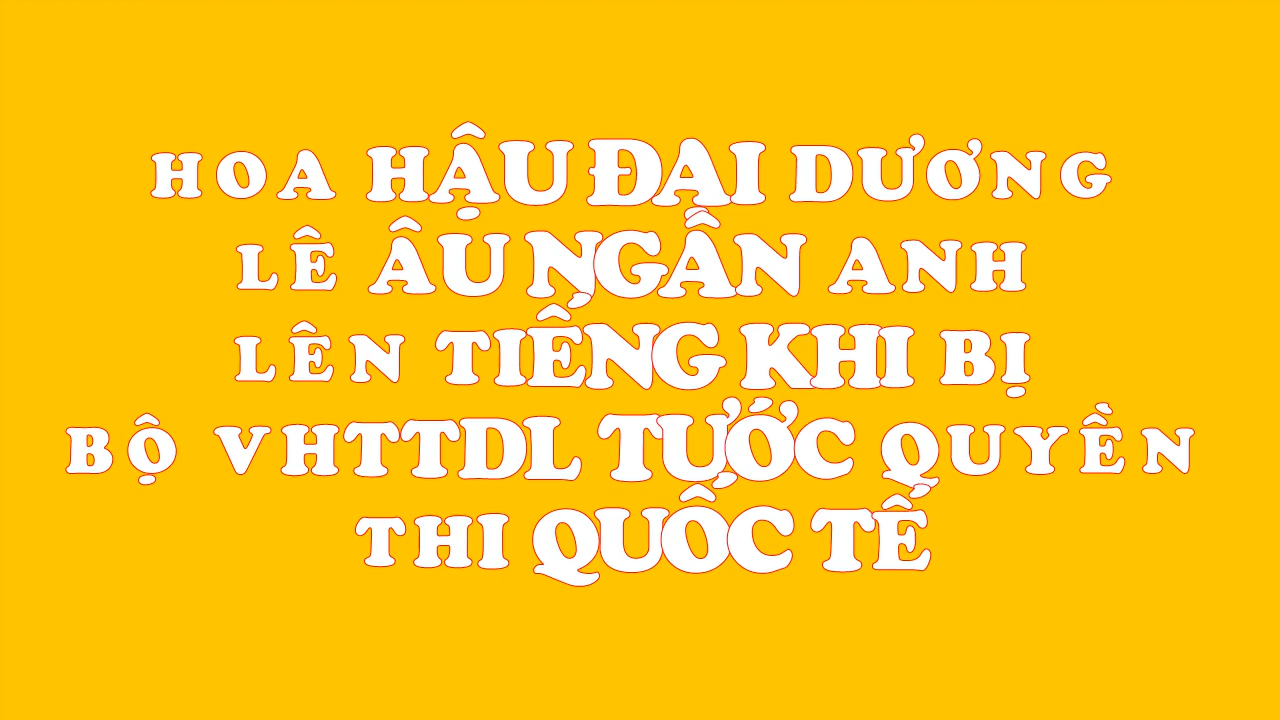 HOA HẬU ĐẠI DƯƠNG
LÊ ÂU NGÂN ANH
LÊN TIẾNG KHI BỊ
BỘ VHTTDL TƯỚC QUYỀN
THI QUỐC TẾ